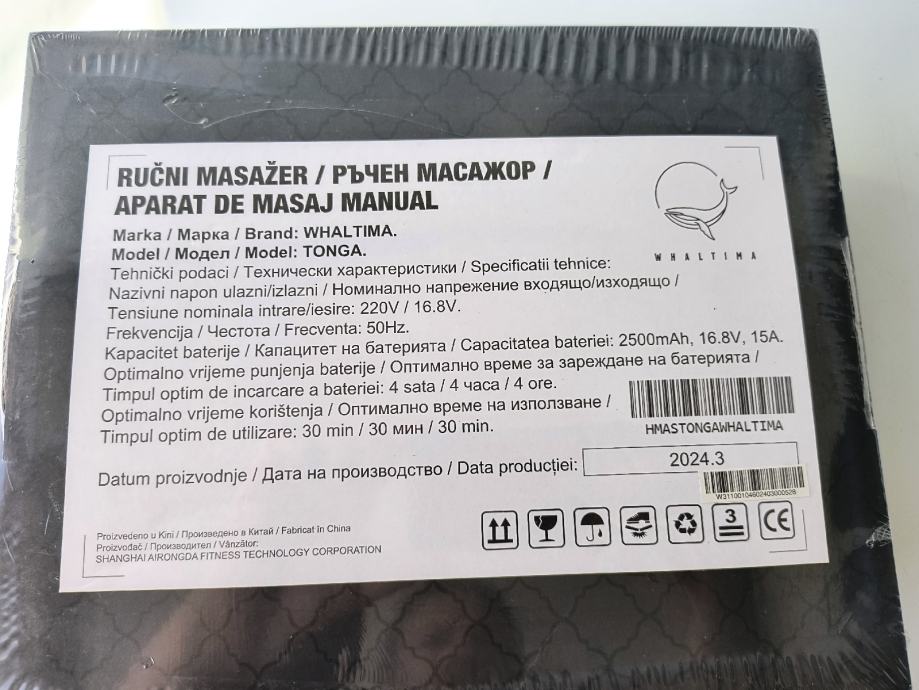 RUČNI MASAŽER / РЪЧЕН МАСАЖОР /
APARAT DE MASAJ MANUAL
WHALTIMA
Marka / Марка / Brand: WHALTIMA.
Model / Модел / Model: TONGA.
Tehnički podaci / Технически характеристики / Specificatii tehnice:
Nazivni napon ulazni/izlazni / Номинално напрежение входящо/изходящо /
Tensiune nominala intrare/iesire: 220V / 16.8V.
Frekvencija / Честота / Frecventa: 50Hz.
Kapacitet baterije / Капацитет на батерията / Capacitatea bateriei: 2500mAh, 16.8V, 15A.
Optimalno vrijeme punjenja baterije / Оптимално време за зареждане на батерията /
Timpul optim de incarcare a bateriei: 4 sata / 4 часа / 4 ore.
Optimalno vrijeme korištenja / Оптимално време на използване /
Timpul optim de utilizare: 30 min / 30 мин / 30 min.
HMASTONGAWHALTIMA
Datum proizvodnje / Дата на производство / Data producției: 2024.3
W31100104602403000528
3
CE
Proizvedeno u Kini / Произведено в Китай / Fabricat în China
Proizvođač / Производител / Vânzător:
SHANGHAI AIRONGDA FITNESS TECHNOLOGY CORPORATION